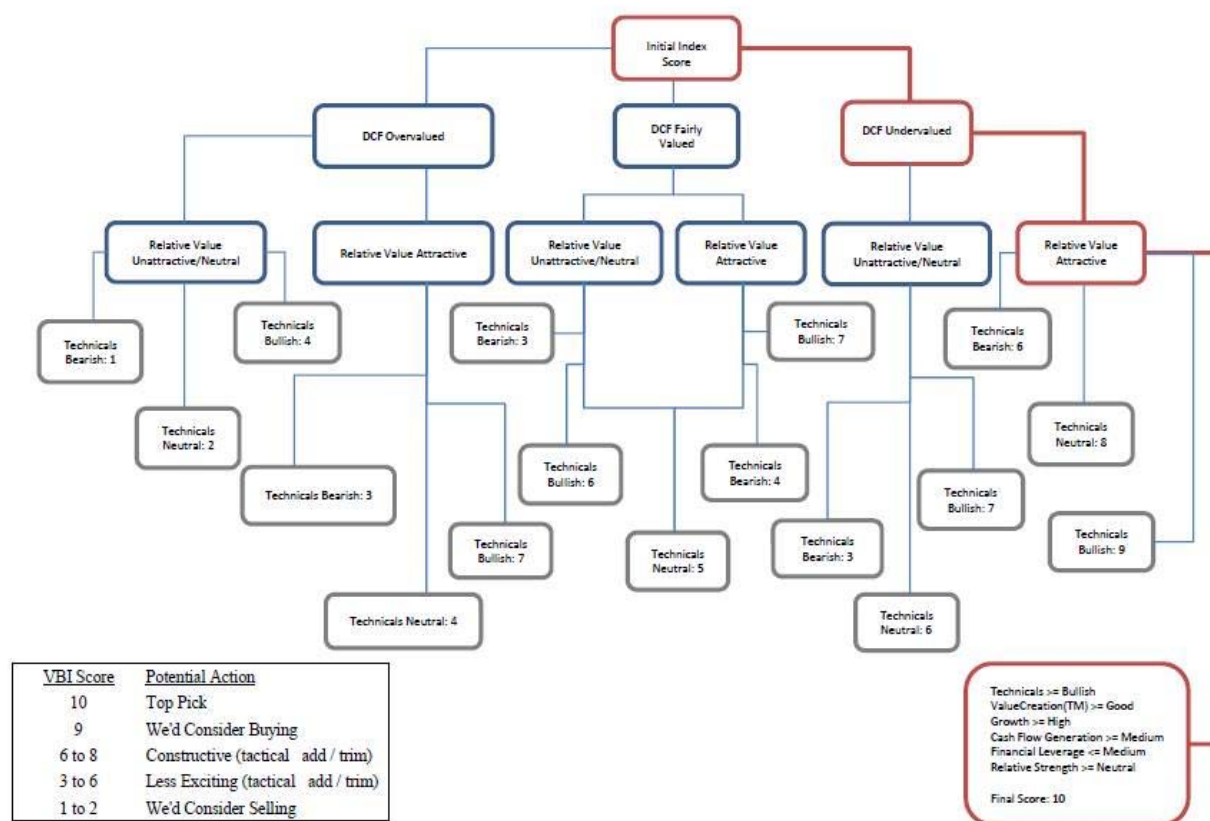 Initial Index
Score
DCF Overvalued
DCF Fairly
Valued
DCF Undervalued
Relative Value
Unattractive/Neutral
Relative Value Attractive
Relative Value
Unattractive/Neutral
Relative Value
Attractive
Relative Value
Unattractive/Neutral
Relative Value
Attractive
Technicals
Bearish: 1
Technicals
Bullish: 4
Technicals
Bearish: 3
Technicals
Bullish: 7
Technicals
Bearish: 6
Technicals
Neutral: 2
Technicals Bearish: 3
Technicals
Bullish: 6
Technicals
Bearish: 4
Technicals
Bullish: 7
Technicals
Neutral: 8
Technicals
Bullish: 7
Technicals
Neutral: 5
Technicals
Bearish: 3
Technicals
Bullish: 9
Technicals Neutral: 4
Technicals
Neutral: 6
VBI Score Potential Action
10 Top Pick
9 We'd Consider Buying
6 to 8 Constructive (tactical add / trim)
3 to 6 Less Exciting (tactical add / trim)
1 to 2 We'd Consider Selling
Technicals >= Bullish
ValueCreation(TM) >= Good
Growth >= High
Cash Flow Generation >= Medium
Financial Leverage <= Medium
Relative Strength >= Neutral
Final Score: 10